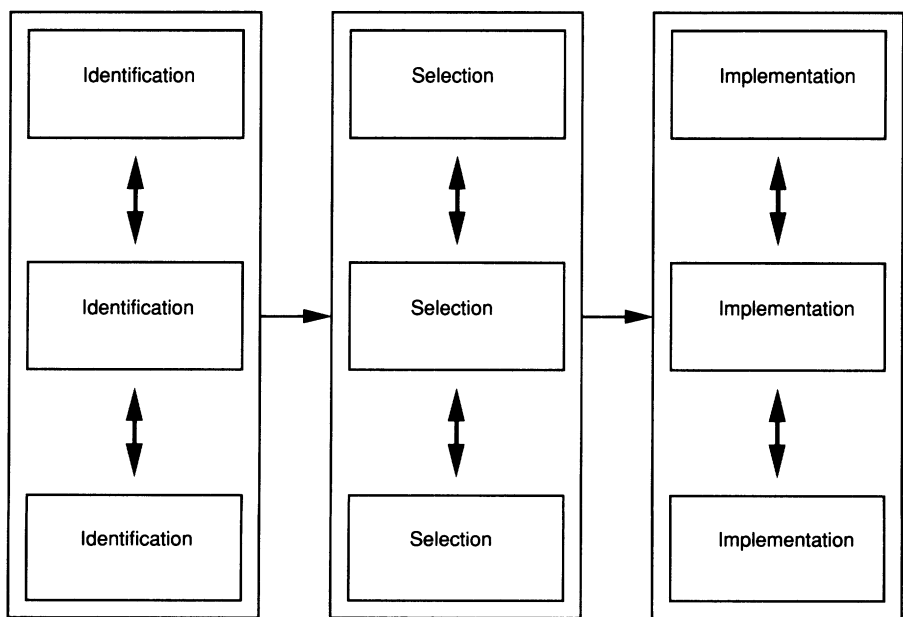 Identification
Selection
Implementation
Identification
Selection
Implementation
Identification
Selection
Implementation